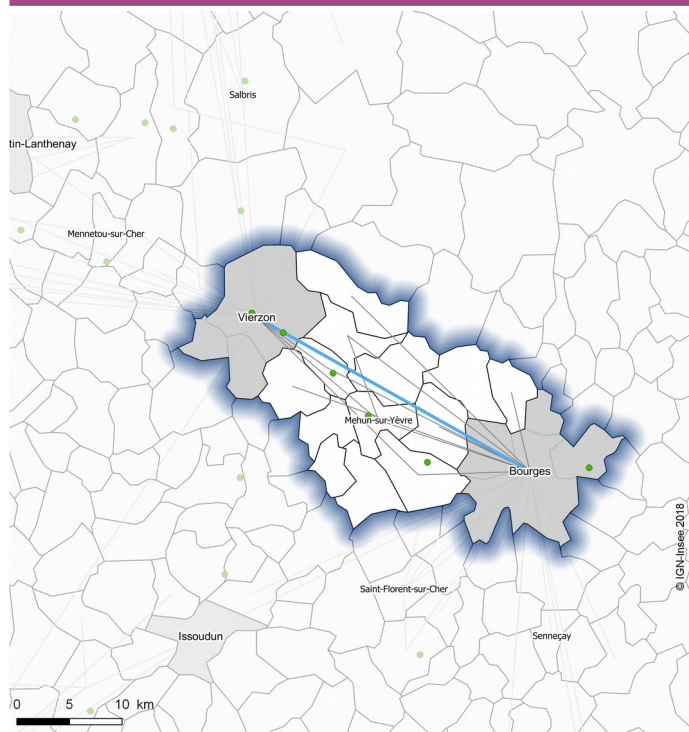 Salbris
tin-Lanthenay
Mennetou-sur-Cher
Vierzon
Mehun-sur-Yèvre
Bourges
© IGN-Insee 2018
Saint-Florent-sur-Cher
Issoudun
Senneçay
0 5 10 km